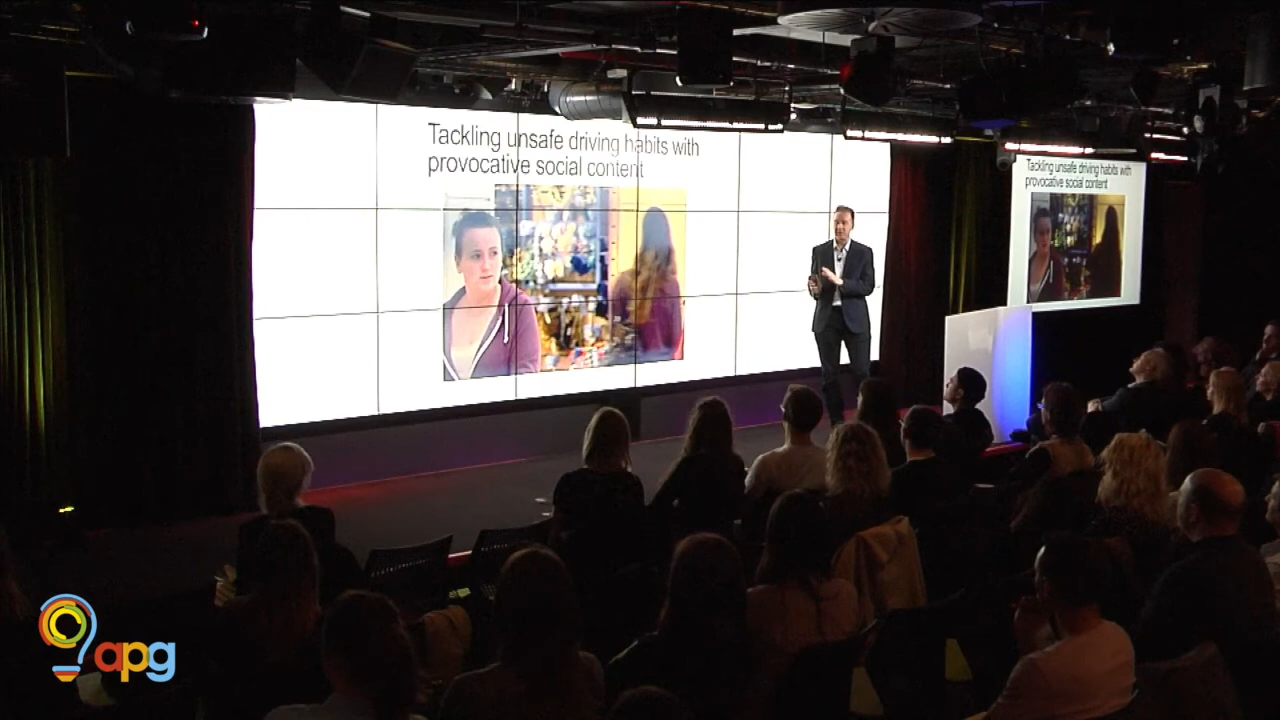 Tackling unsafe driving habits with
provocative social content
Tackling unsafe driving habits with
provocative social content
apg